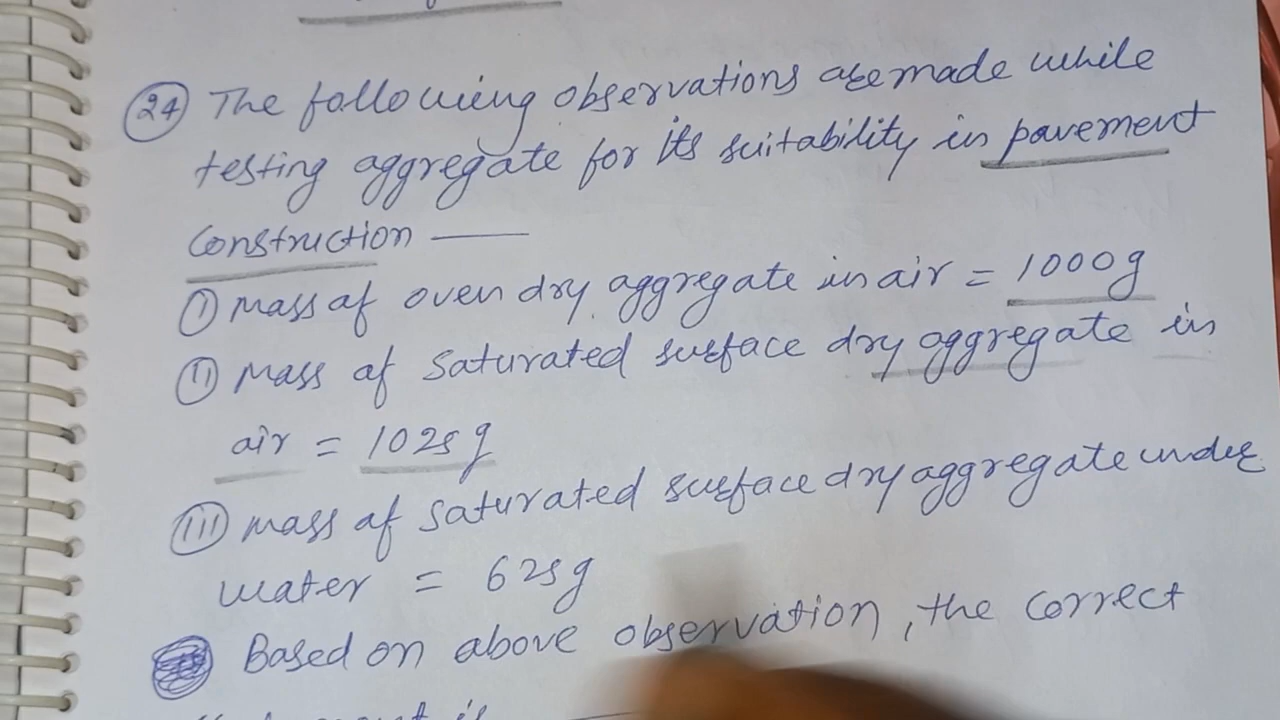 (24) The following observations are made while
testing aggregate for its suitability in pavement
Construction —
(I) Mass of oven dry aggregate in air = 1000g
(II) Mass of saturated surface dry aggregate in
air = 1025g
(III) Mass of saturated surface dry aggregate under
water = 625g
Based on above observation, the correct
is